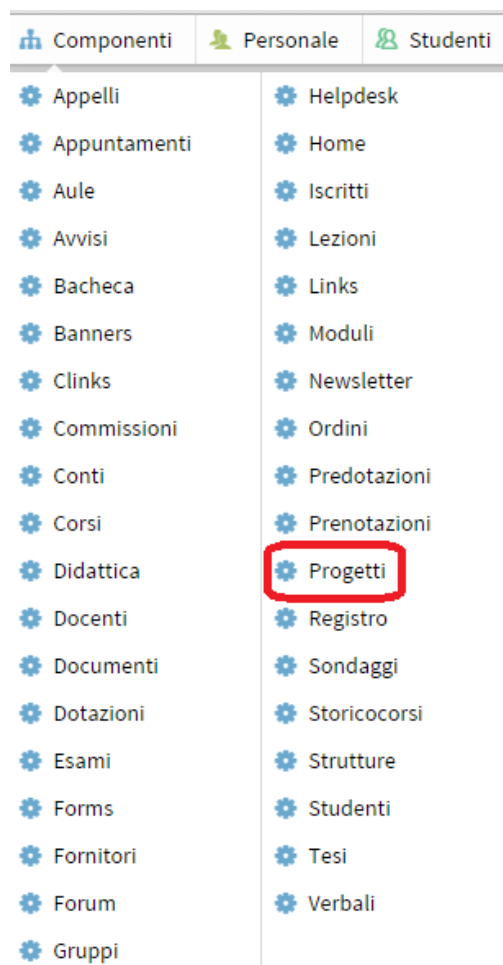 Componenti Personale Studenti
Appelli
Appuntamenti
Aule
Avvisi
Bacheca
Banners
Clinks
Commissioni
Conti
Corsi
Didattica
Docenti
Documenti
Dotazioni
Esami
Forms
Fornitori
Forum
Gruppi
Helpdesk
Home
Iscritti
Lezioni
Links
Moduli
Newsletter
Ordini
Predotazioni
Prenotazioni
Progetti
Registro
Sondaggi
Storicocorsi
Strutture
Studenti
Tesi
Verbali